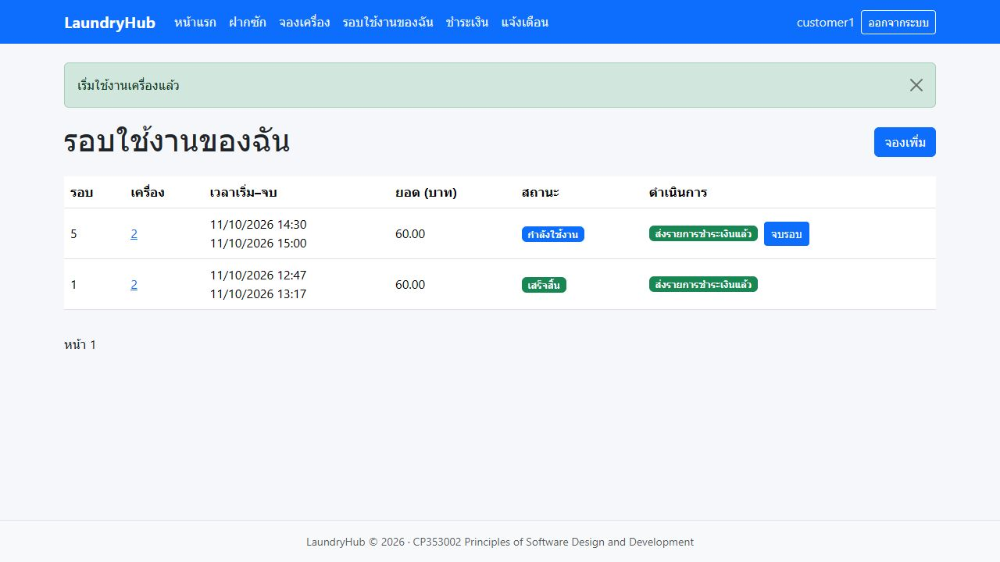 LaundryHub หน้าแรก ฝากซัก จองเครื่อง รอบใช้งานของฉัน ชำระเงิน แจ้งเตือน customer1 ออกจากระบบ
เริ่มใช้งานเครื่องแล้ว
รอบใช้งานของฉัน จองเพิ่ม
รอบ เครื่อง เวลาเริ่ม–จบ ยอด (บาท) สถานะ ดำเนินการ
5 2 11/10/2026 14:30 60.00 กำลังใช้งาน ส่งรายการชำระเงินแล้ว จบรอบ
11/10/2026 15:00
1 2 11/10/2026 12:47 60.00 เสร็จสิ้น ส่งรายการชำระเงินแล้ว
11/10/2026 13:17
หน้า 1
LaundryHub © 2026 · CP353002 Principles of Software Design and Development